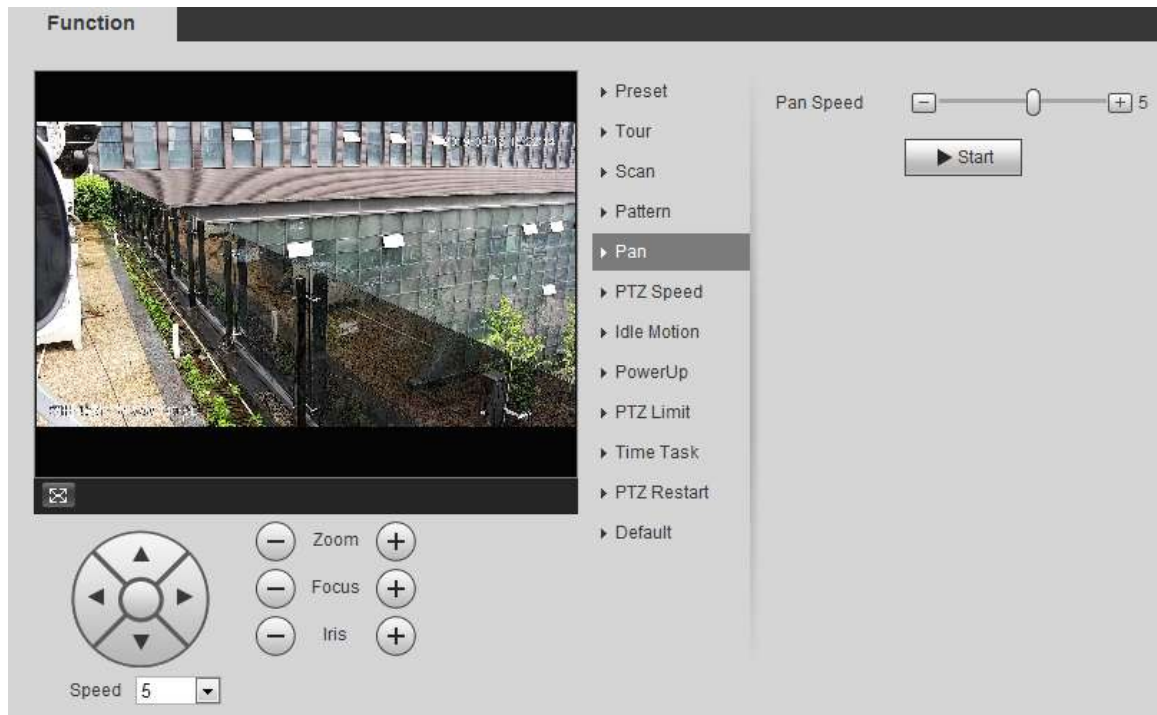 Function
Preset
Tour
Scan
Pattern
Pan
PTZ Speed
Idle Motion
PowerUp
PTZ Limit
Time Task
PTZ Restart
Default
Pan Speed 5
Start
Zoom
Focus
Iris
Speed 5